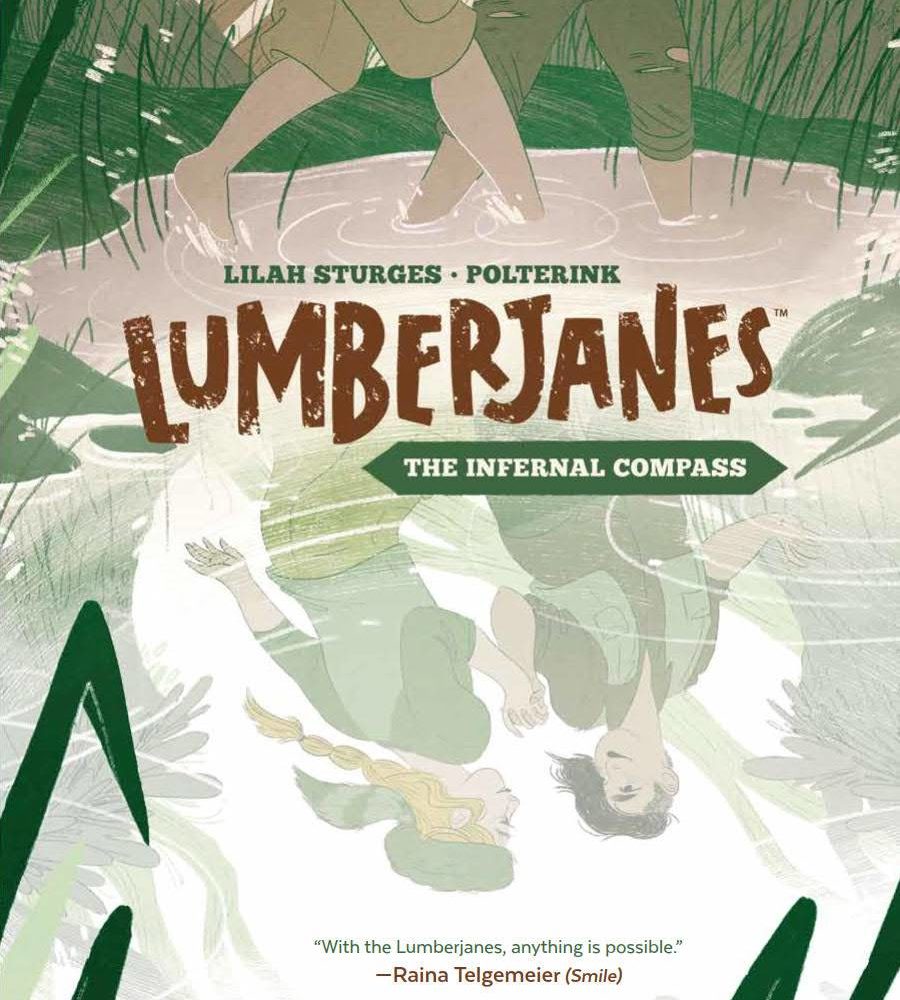 LILAH STURGES · POLTERINK
LUMBERJANES™
THE INFERNAL COMPASS
“With the Lumberjanes, anything is possible.”
—Raina Telgemeier (Smile)